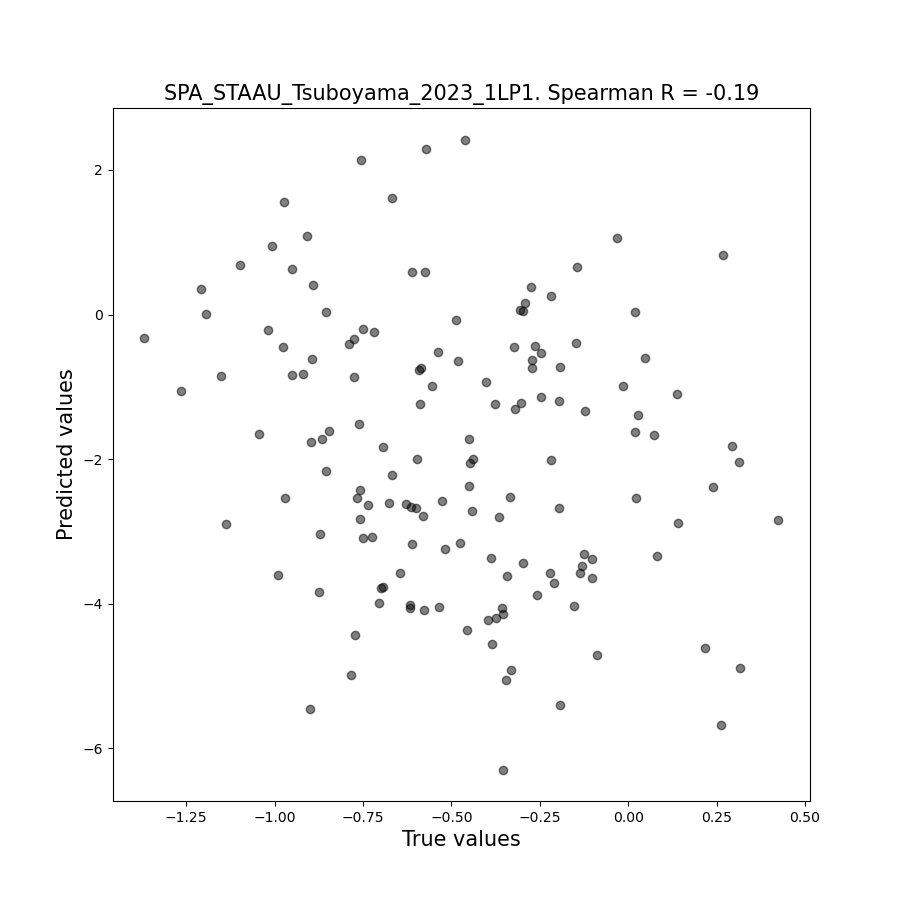 SPA_STAAU_Tsuboyama_2023_1LP1. Spearman R = -0.19
Predicted values
2
0
−2
−4
−6
−1.25 −1.00 −0.75 −0.50 −0.25 0.00 0.25 0.50
True values